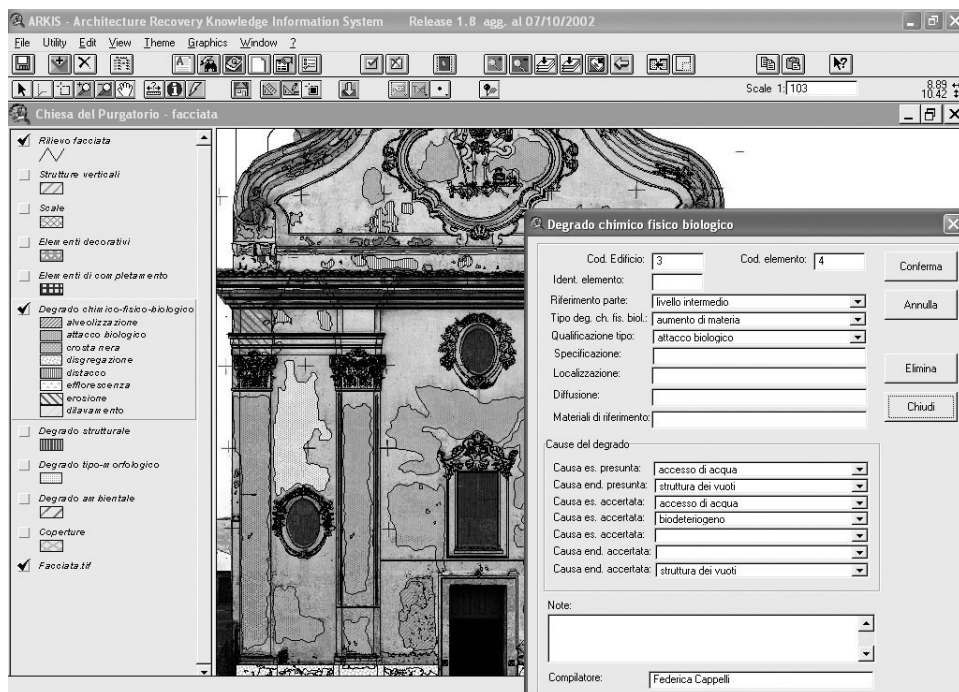 ARKIS - Architecture Recovery Knowledge Information System Release 1.8 agg. al 07/10/2002
File Utility Edit View Theme Graphics Window ?
Scale 1: 103
8.89
10.42
Chiesa del Purgatorio - facciata
Rilievo facciata
Strutture verticali
Scale
Elementi decorativi
Elementi di completamento
Degrado chimico-fisico-biologico
alveolizzazione
attacco biologico
crosta nera
disgregazione
distacco
efflorescenza
erosione
dilavamento
Degrado strutturale
Degrado tipo-morfologico
Degrado ambientale
Coperture
Facciata.tif
Degrado chimico fisico biologico
Cod. Edificio: 3 Cod. elemento: 4
Ident. elemento:
Riferimento parte: livello intermedio
Tipo deg. ch. fis. biol.: aumento di materia
Qualificazione tipo: attacco biologico
Specificazione:
Localizzazione:
Diffusione:
Materiali di riferimento:
Conferma
Annulla
Elimina
Chiudi
Cause del degrado
Causa es. presunta: accesso di acqua
Causa end. presunta: struttura dei vuoti
Causa es. accertata: accesso di acqua
Causa es. accertata: biodeteriogeno
Causa es. accertata:
Causa end. accertata:
Causa end. accertata: struttura dei vuoti
Note:
Compilatore: Federica Cappelli